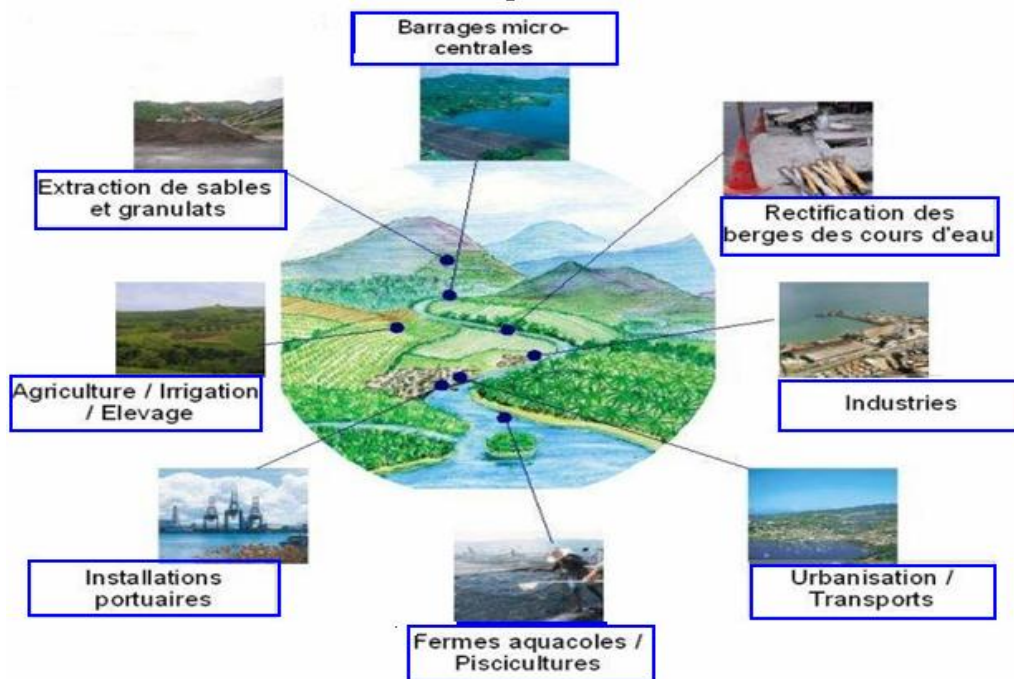 Barrages micro-
centrales
Extraction de sables
et granulats
Rectification des
berges des cours d'eau
Agriculture / Irrigation
/ Elevage
Industries
Installations
portuaires
Urbanisation /
Transports
Fermes aquacoles /
Piscicultures